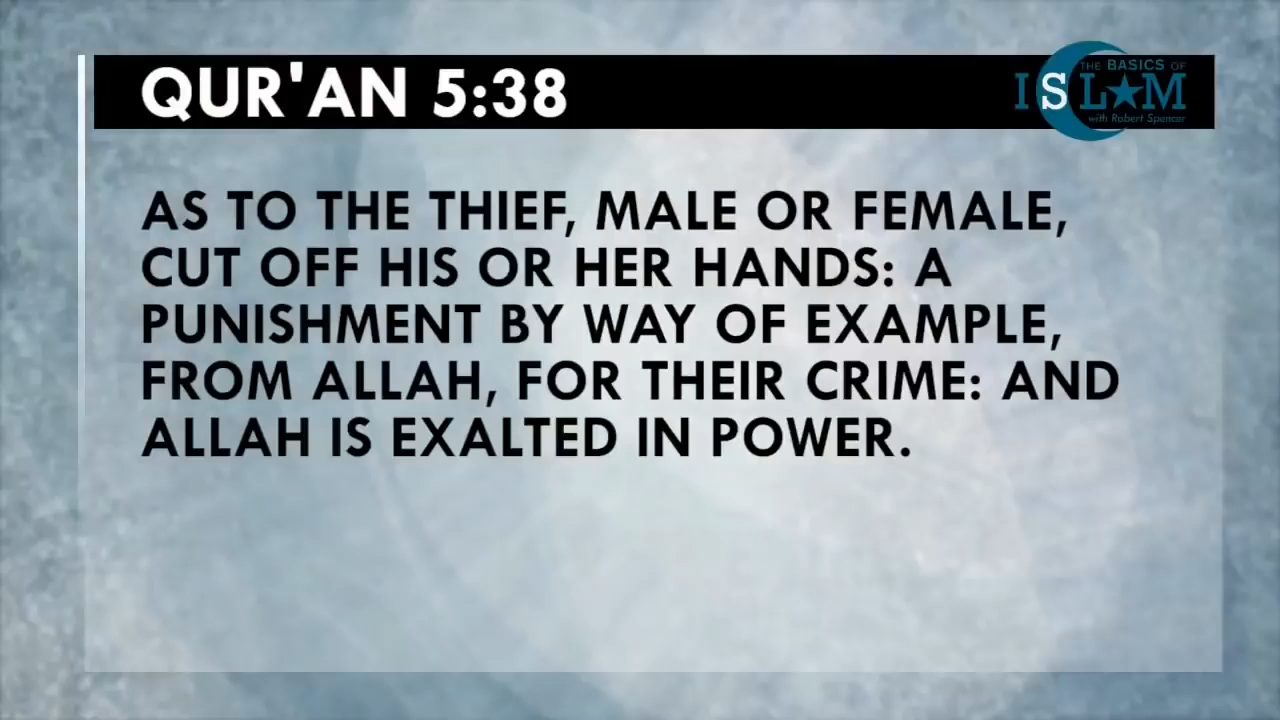 QUR'AN 5:38
THE BASICS OF
ISL★M
with Robert Spencer
AS TO THE THIEF, MALE OR FEMALE,
CUT OFF HIS OR HER HANDS: A
PUNISHMENT BY WAY OF EXAMPLE,
FROM ALLAH, FOR THEIR CRIME: AND
ALLAH IS EXALTED IN POWER.